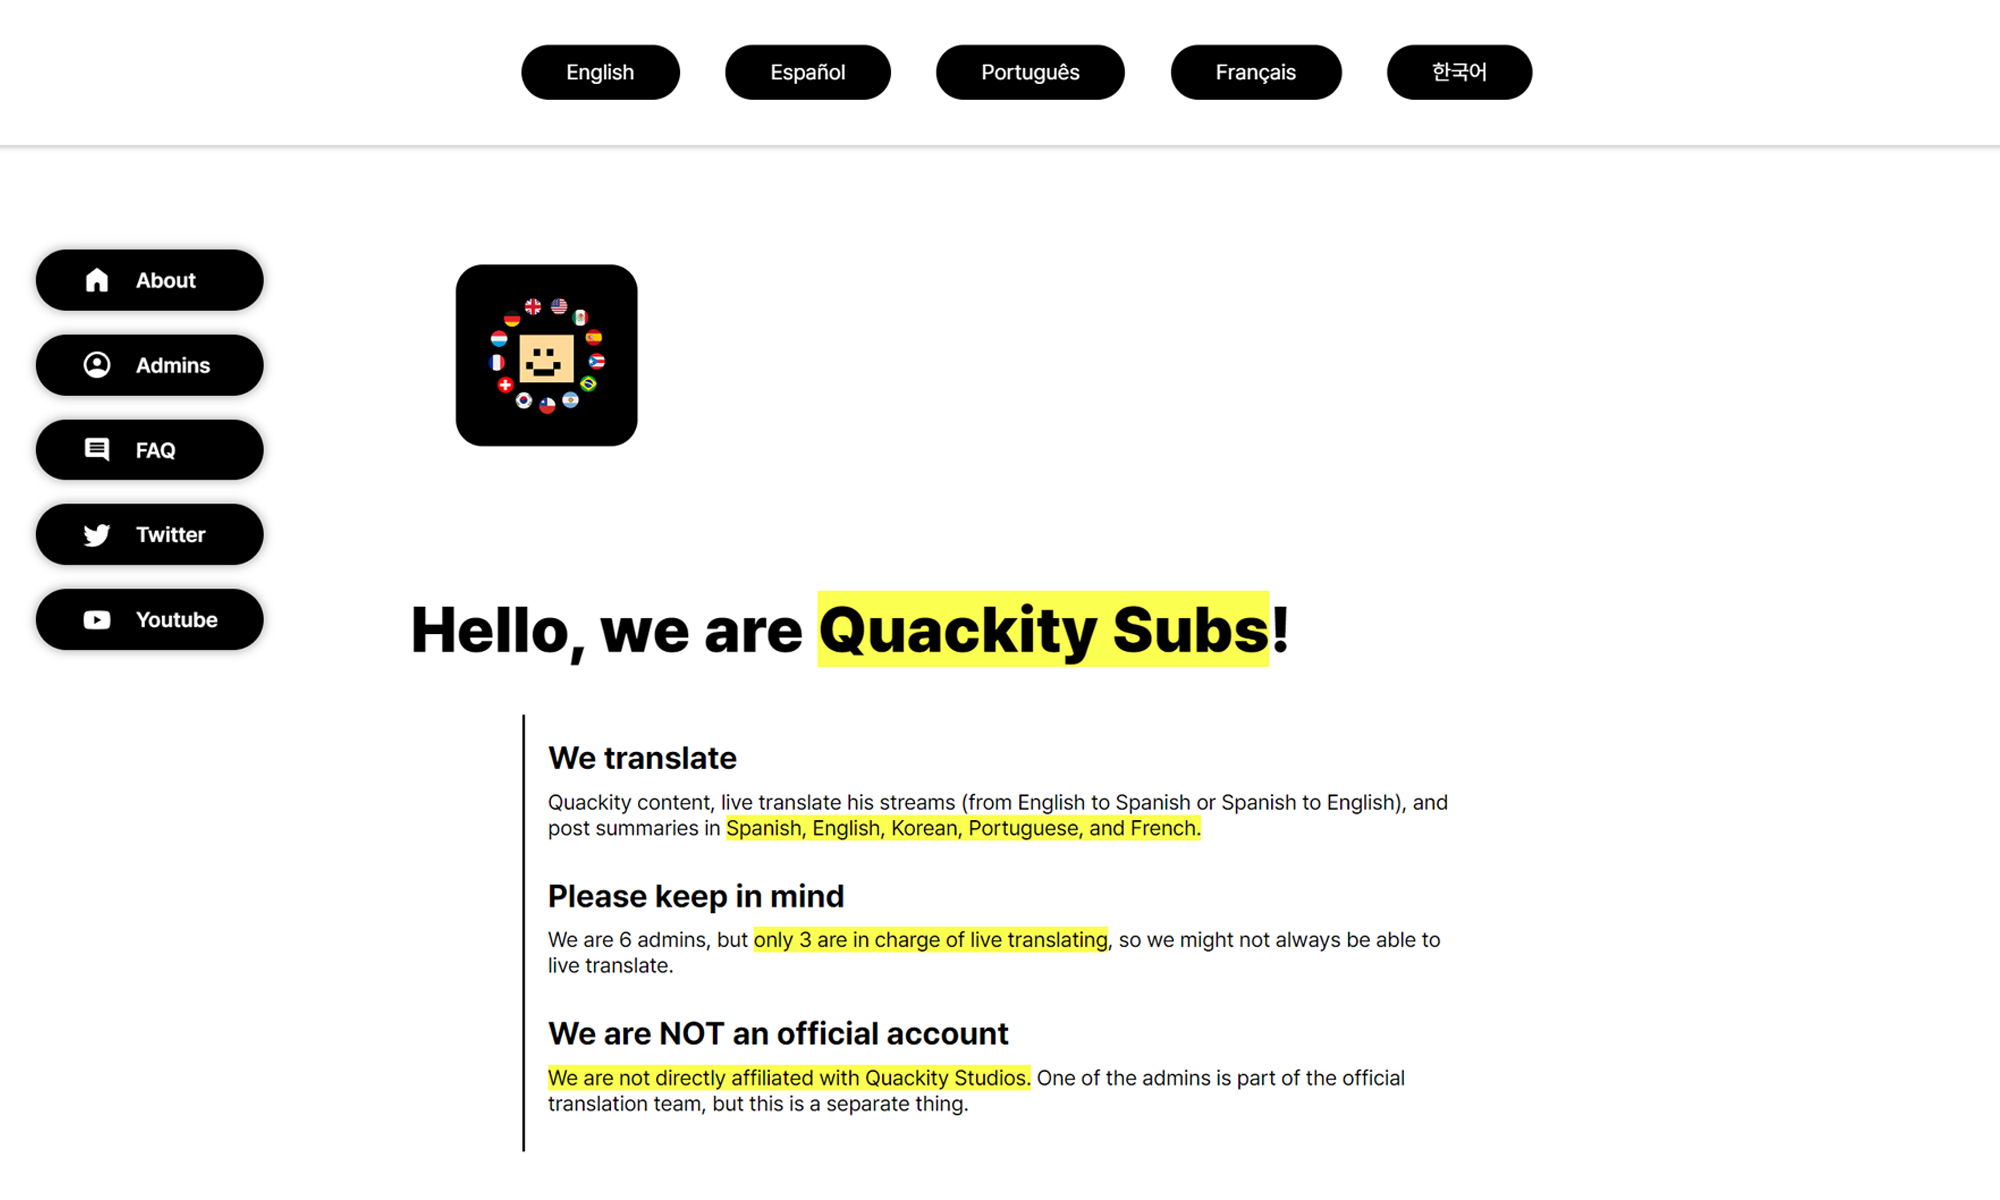 English
Español
Português
Français
한국어
About
Admins
FAQ
Twitter
Youtube
Hello, we are Quackity Subs!
We translate
Quackity content, live translate his streams (from English to Spanish or Spanish to English), and
post summaries in Spanish, English, Korean, Portuguese, and French.
Please keep in mind
We are 6 admins, but only 3 are in charge of live translating, so we might not always be able to
live translate.
We are NOT an official account
We are not directly affiliated with Quackity Studios. One of the admins is part of the official
translation team, but this is a separate thing.